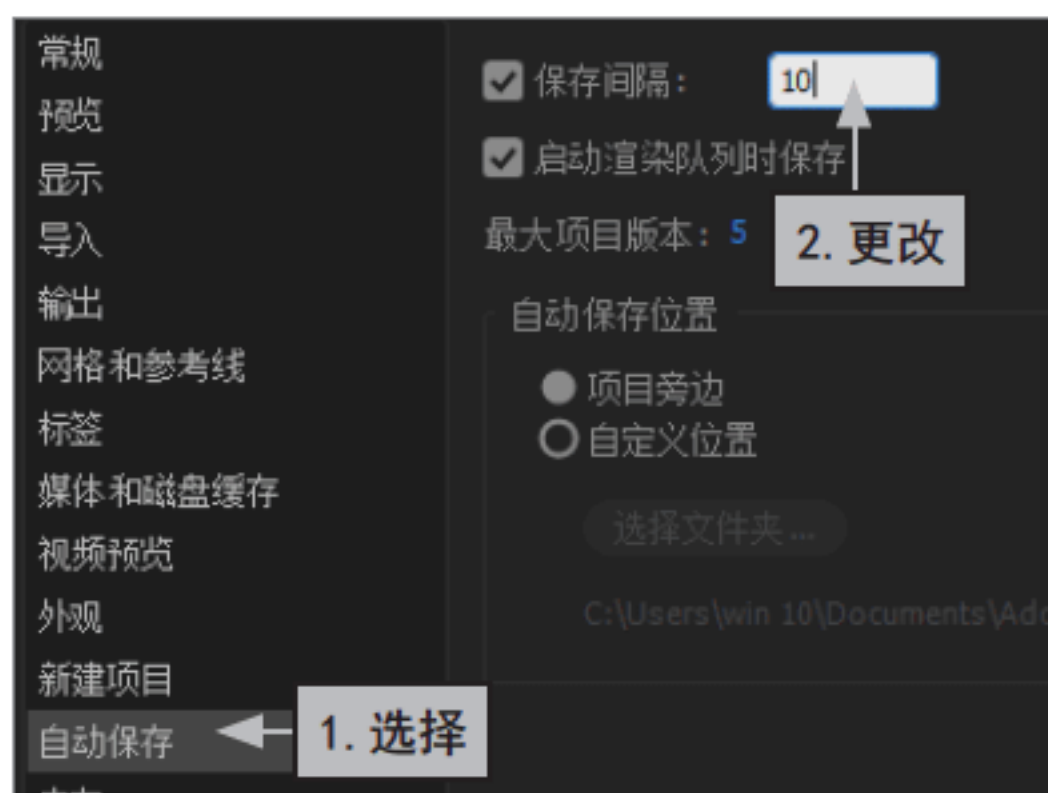 常规
预览
显示
导入
输出
网格和参考线
标签
媒体和磁盘缓存
视频预览
外观
新建项目
自动保存
1. 选择
保存间隔：
10
启动渲染队列时保存
最大项目版本：5
2. 更改
自动保存位置
项目旁边
自定义位置
选择文件夹...
C:\Users\win 10\Documents\Ado